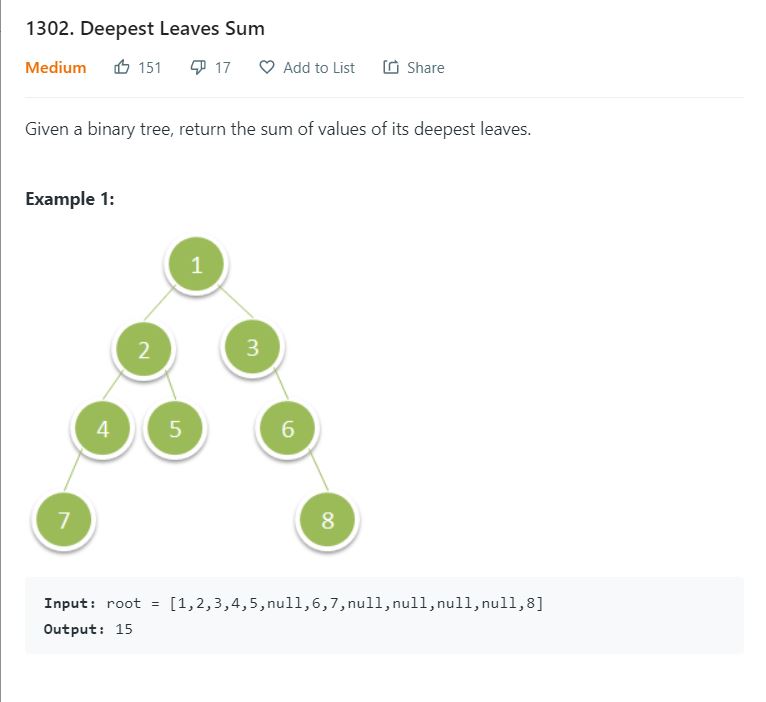 1302. Deepest Leaves Sum
Medium 151 17 Add to List Share
Given a binary tree, return the sum of values of its deepest leaves.
Example 1:
1
2 3
4 5 6
7 8
Input: root = [1,2,3,4,5,null,6,7,null,null,null,null,8]
Output: 15